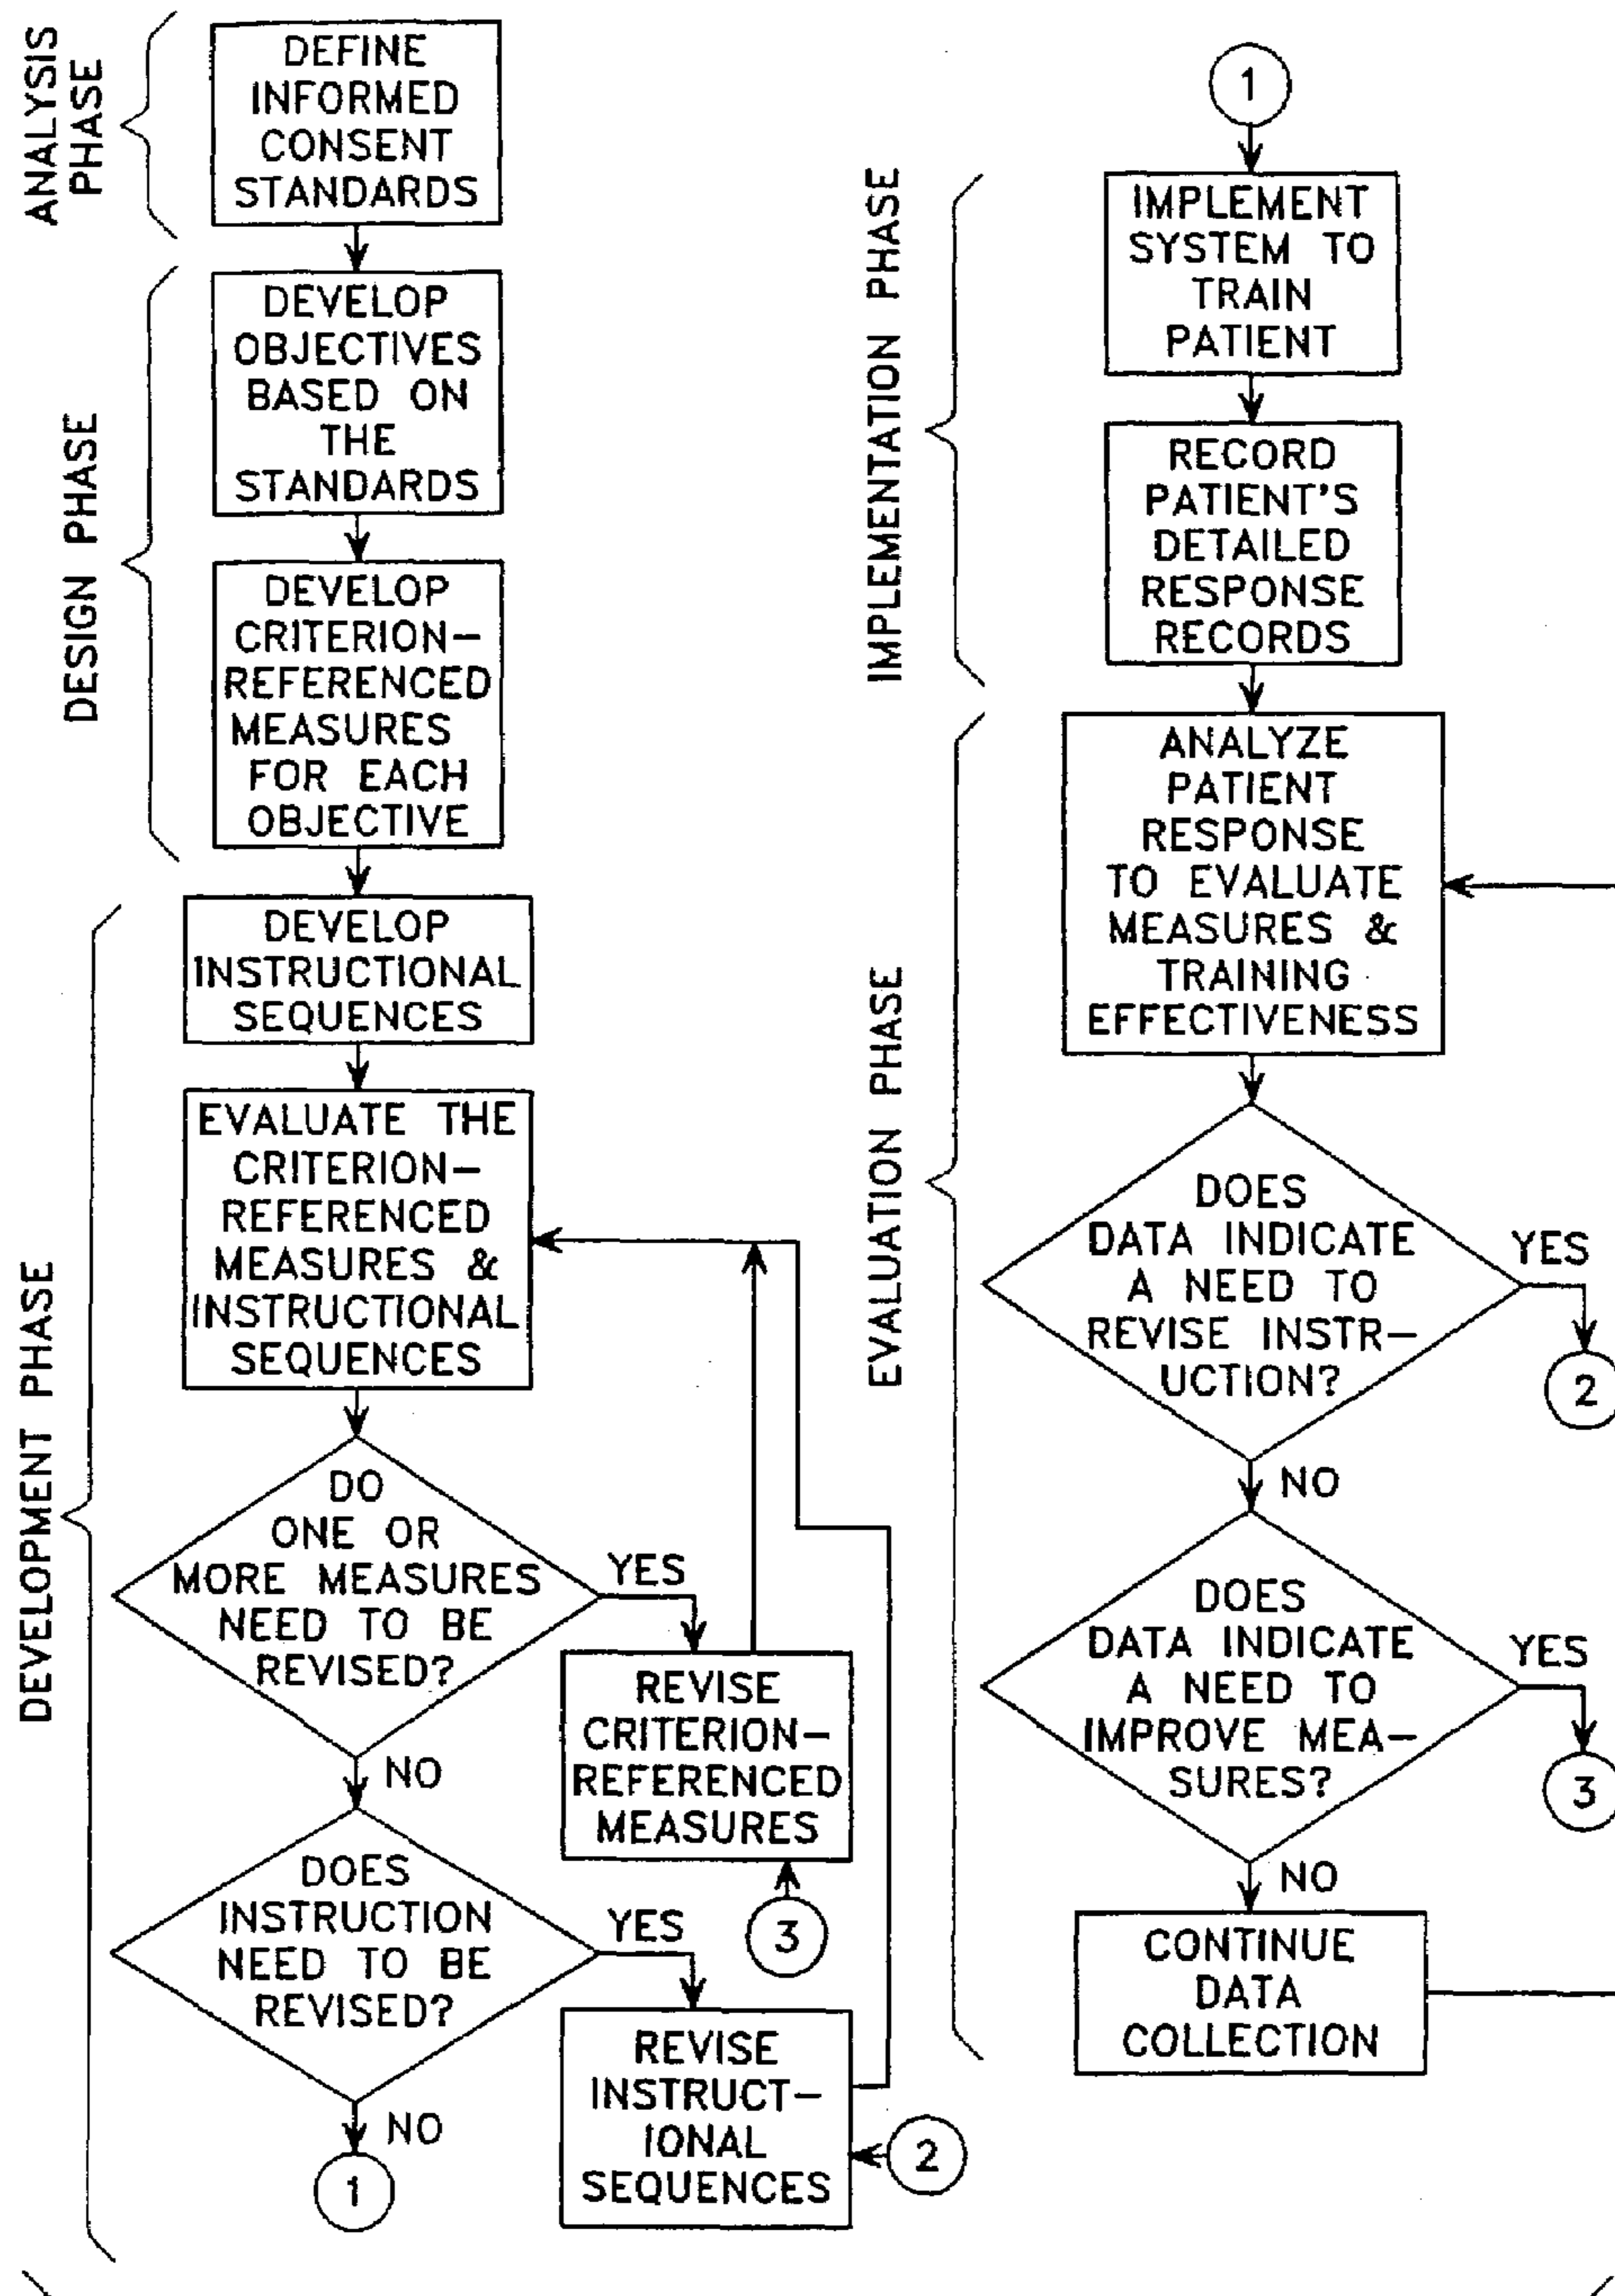 ANALYSIS
PHASE
DEFINE
INFORMED
CONSENT
STANDARDS
DESIGN PHASE
DEVELOP
OBJECTIVES
BASED ON
THE
STANDARDS
DEVELOP
CRITERION-
REFERENCED
MEASURES
FOR EACH
OBJECTIVE
DEVELOPMENT PHASE
DEVELOP
INSTRUCTIONAL
SEQUENCES
EVALUATE THE
CRITERION-
REFERENCED
MEASURES &
INSTRUCTIONAL
SEQUENCES
DO
ONE OR
MORE MEASURES
NEED TO BE
REVISED?
YES
REVISE
CRITERION-
REFERENCED
MEASURES
3
NO
DOES
INSTRUCTION
NEED TO BE
REVISED?
YES
REVISE
INSTRUCT-
IONAL
SEQUENCES
2
NO
1
1
IMPLEMENTATION PHASE
IMPLEMENT
SYSTEM TO
TRAIN
PATIENT
RECORD
PATIENT'S
DETAILED
RESPONSE
RECORDS
EVALUATION PHASE
ANALYZE
PATIENT
RESPONSE
TO EVALUATE
MEASURES &
TRAINING
EFFECTIVENESS
DOES
DATA INDICATE
A NEED TO
REVISE INSTR-
UCTION?
YES
2
NO
DOES
DATA INDICATE
A NEED TO
IMPROVE MEA-
SURES?
YES
3
NO
CONTINUE
DATA
COLLECTION